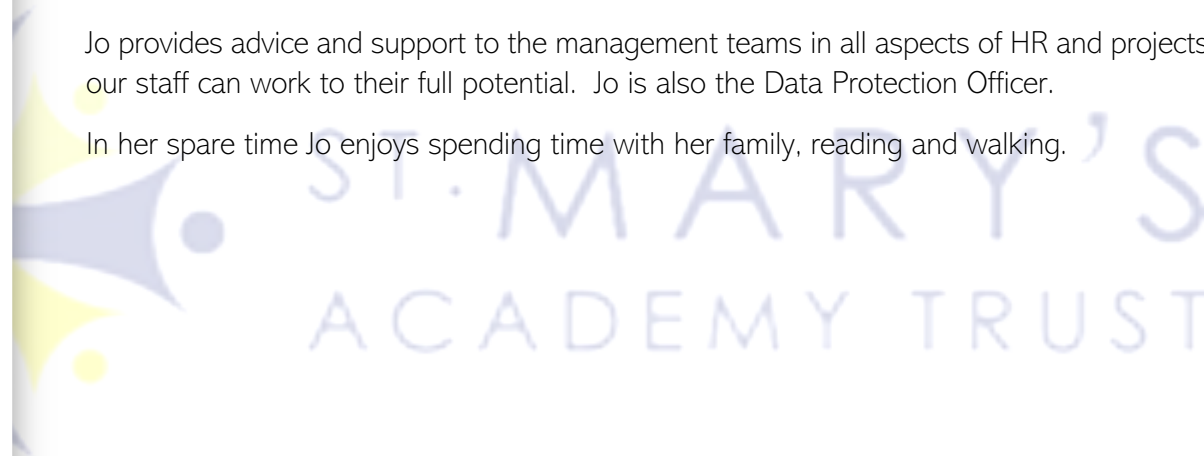 Jo provides advice and support to the management teams in all aspects of HR and projects
our staff can work to their full potential.  Jo is also the Data Protection Officer.
In her spare time Jo enjoys spending time with her family, reading and walking.
ST. MARY'S
ACADEMY TRUST